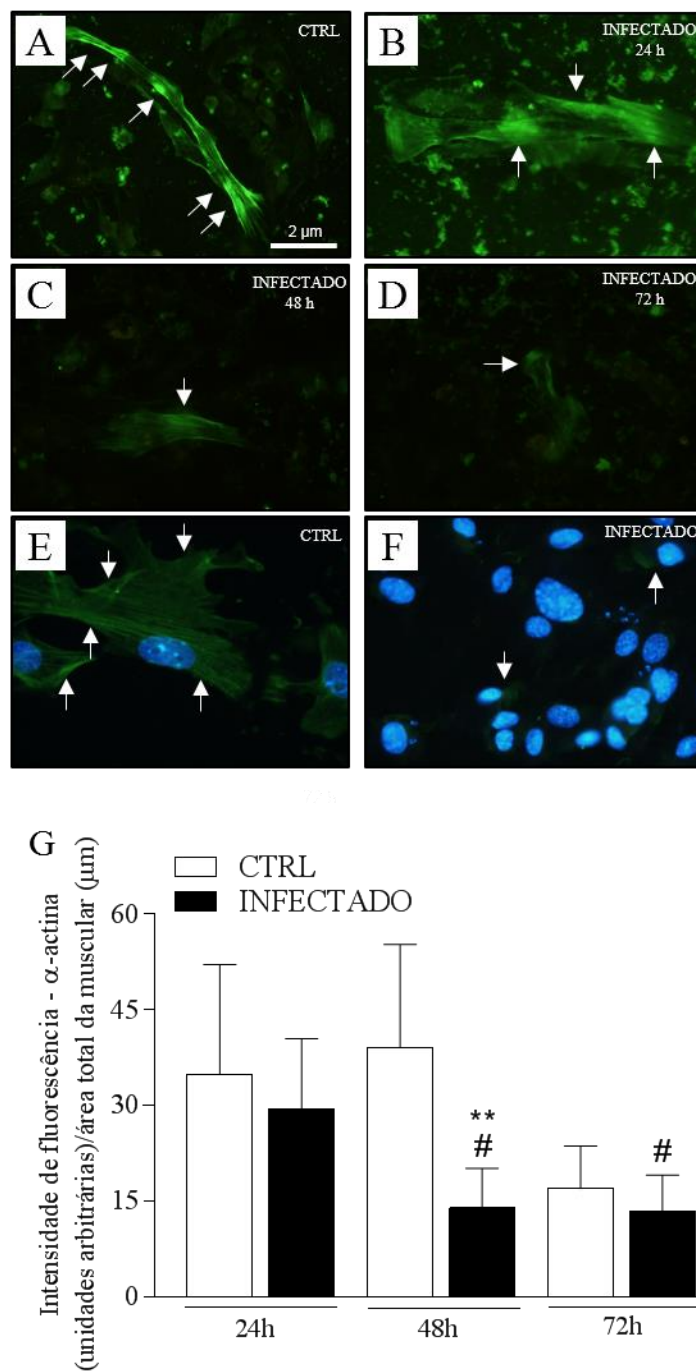 A
CTRL
B
INFECTADO
24 h
2 µm
C
INFECTADO
48 h
D
INFECTADO
72 h
E
CTRL
F
INFECTADO
G
CTRL
INFECTADO
Intensidade de fluorescência - α-actina
(unidades arbitrárias)/área total da muscular (µm)
60
45
30
15
0
**
#
#
24h
48h
72h